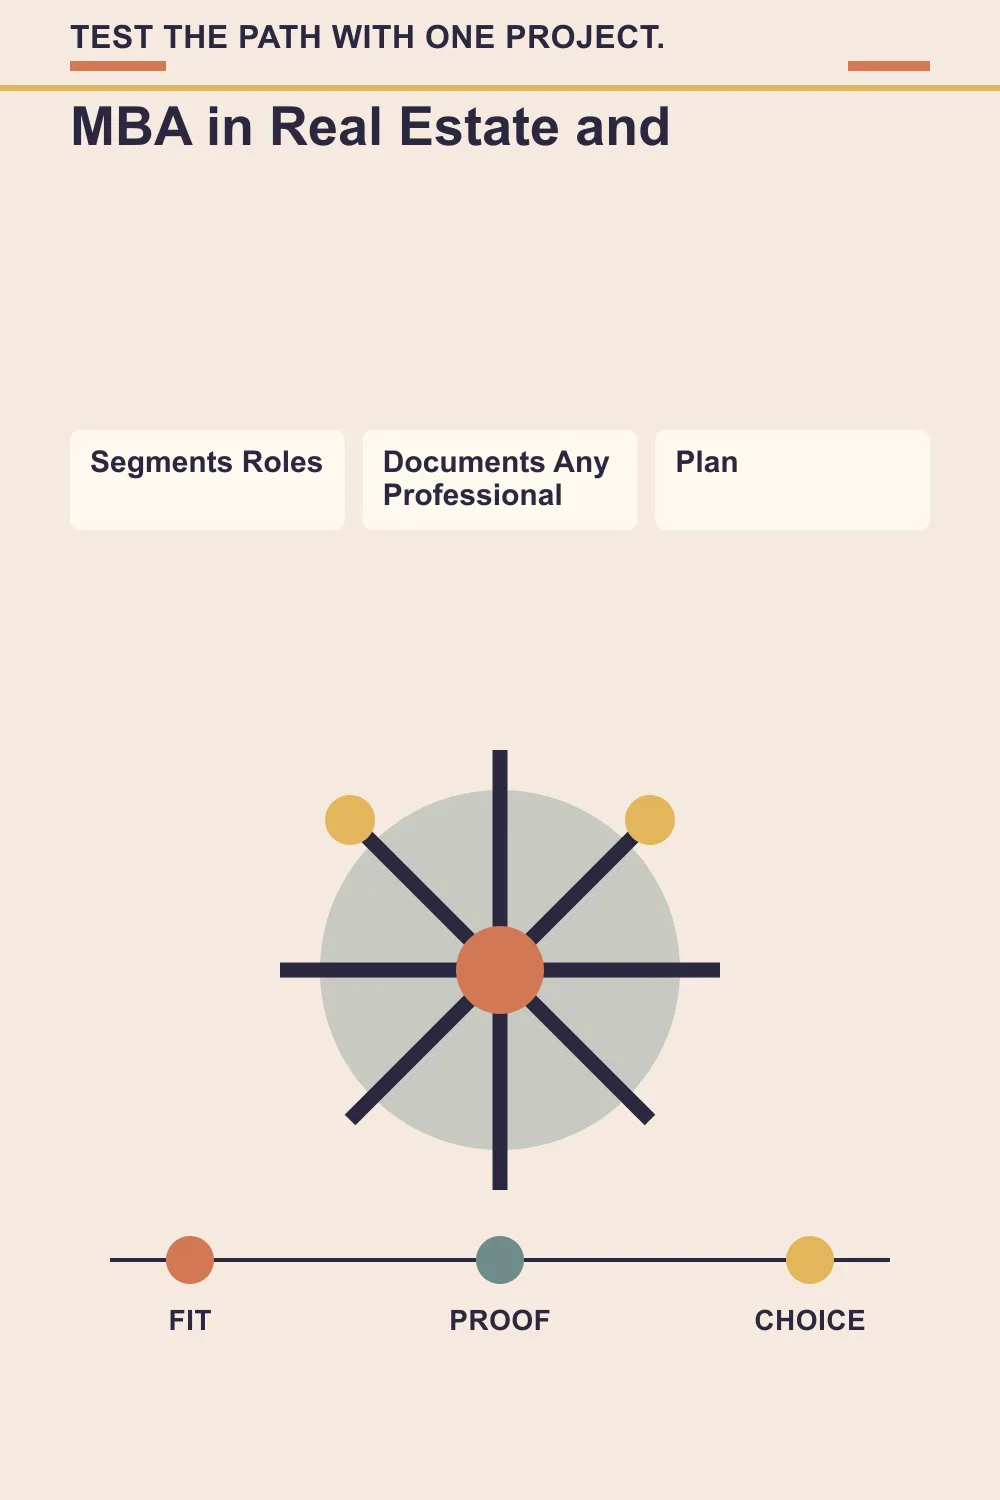 TEST THE PATH WITH ONE PROJECT.
MBA in Real Estate and
Segments Roles
Documents Any
Professional
Plan
FIT
PROOF
CHOICE